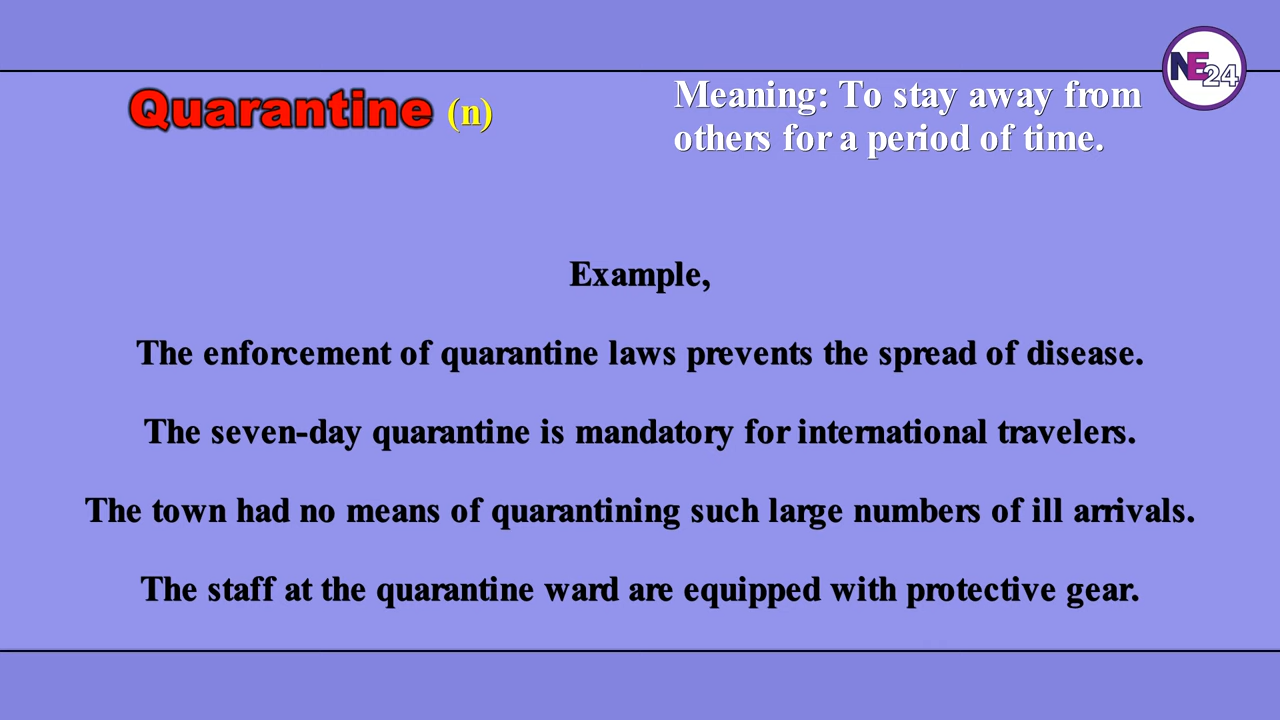 NE24
Quarantine (n)
Meaning: To stay away from
others for a period of time.
Example,
The enforcement of quarantine laws prevents the spread of disease.
The seven-day quarantine is mandatory for international travelers.
The town had no means of quarantining such large numbers of ill arrivals.
The staff at the quarantine ward are equipped with protective gear.